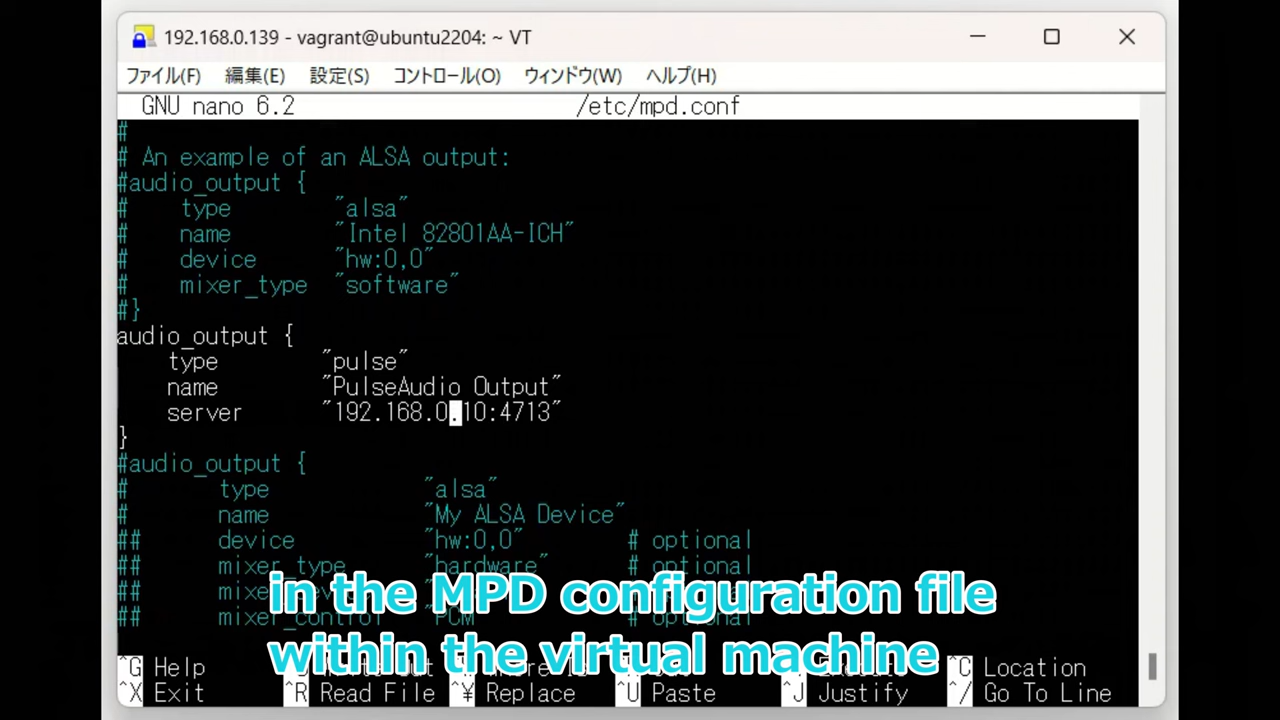 192.168.0.139 - vagrant@ubuntu2204: ~ VT
ファイル(F) 編集(E) 設定(S) コントロール(O) ウィンドウ(W) ヘルプ(H)
GNU nano 6.2 /etc/mpd.conf
#
# An example of an ALSA output:
#audio_output {
# type "alsa"
# name "Intel 82801AA-ICH"
# device "hw:0,0"
# mixer_type "software"
#}
audio_output {
type "pulse"
name "PulseAudio Output"
server "192.168.0.10:4713"
}
#audio_output {
# type "alsa"
# name "My ALSA Device"
## device "hw:0,0" # optional
## mixer_type "hardware" # optional
##
## mixer_control "PCM" # optional
in the MPD configuration file
within the virtual machine
^G Help ^C Location
^X Exit ^R Read File ^¥ Replace ^U Paste ^J Justify ^/ Go To Line